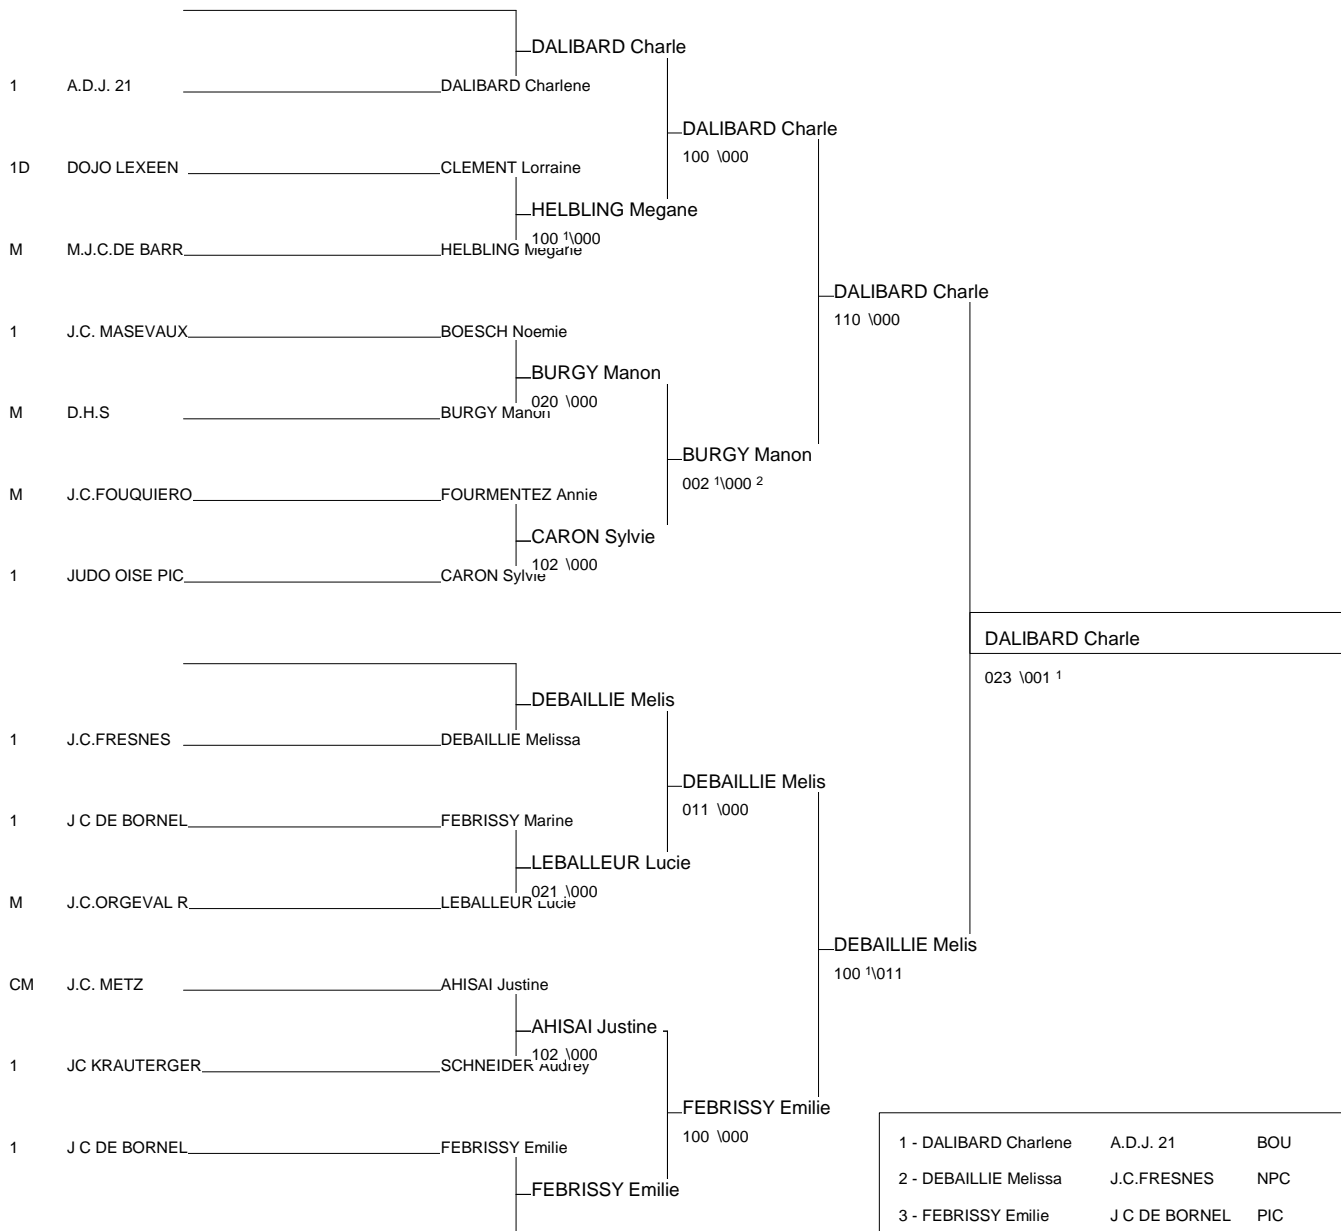 DALIBARD Charle
1 A.D.J. 21 DALIBARD Charlene
DALIBARD Charle
100 \000
1D DOJO LEXEEN CLEMENT Lorraine
HELBLING Megane
100 1\000
M M.J.C.DE BARR HELBLING Megane
DALIBARD Charle
110 \000
1 J.C. MASEVAUX BOESCH Noemie
BURGY Manon
020 \000
M D.H.S BURGY Manon
BURGY Manon
002 1\000 2
M J.C.FOUQUIERO FOURMENTEZ Annie
CARON Sylvie
102 \000
1 JUDO OISE PIC CARON Sylvie
DALIBARD Charle
023 \001 1
DEBAILLIE Melis
1 J.C.FRESNES DEBAILLIE Melissa
DEBAILLIE Melis
011 \000
1 J C DE BORNEL FEBRISSY Marine
LEBALLEUR Lucie
021 \000
M J.C.ORGEVAL R LEBALLEUR Lucie
DEBAILLIE Melis
100 1\011
CM J.C. METZ AHISAI Justine
AHISAI Justine
102 \000
1 JC KRAUTERGER SCHNEIDER Audrey
FEBRISSY Emilie
100 \000
1 J C DE BORNEL FEBRISSY Emilie
FEBRISSY Emilie
1 - DALIBARD Charlene A.D.J. 21 BOU
2 - DEBAILLIE Melissa J.C.FRESNES NPC
3 - FEBRISSY Emilie J C DE BORNEL PIC